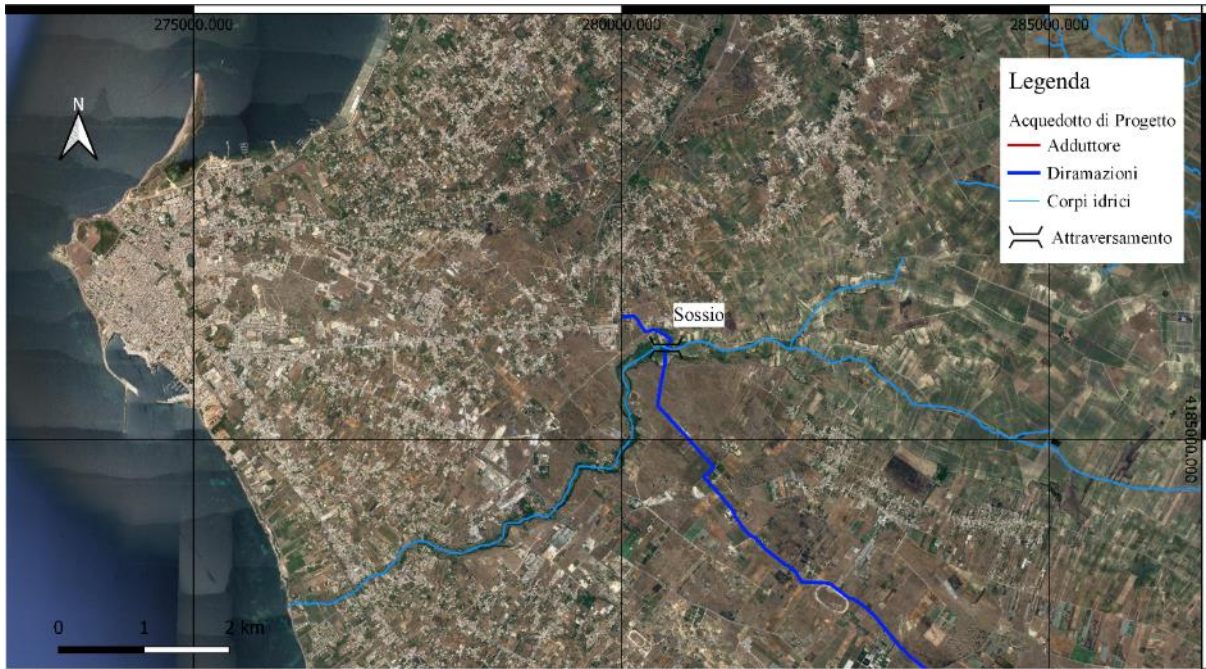 275000.000
280000.000
285000.000
N
Legenda
Acquedotto di Progetto
Adduttore
Diramazioni
Corpi idrici
Attraversamento
Sossio
4185000.000
0 1 2 km